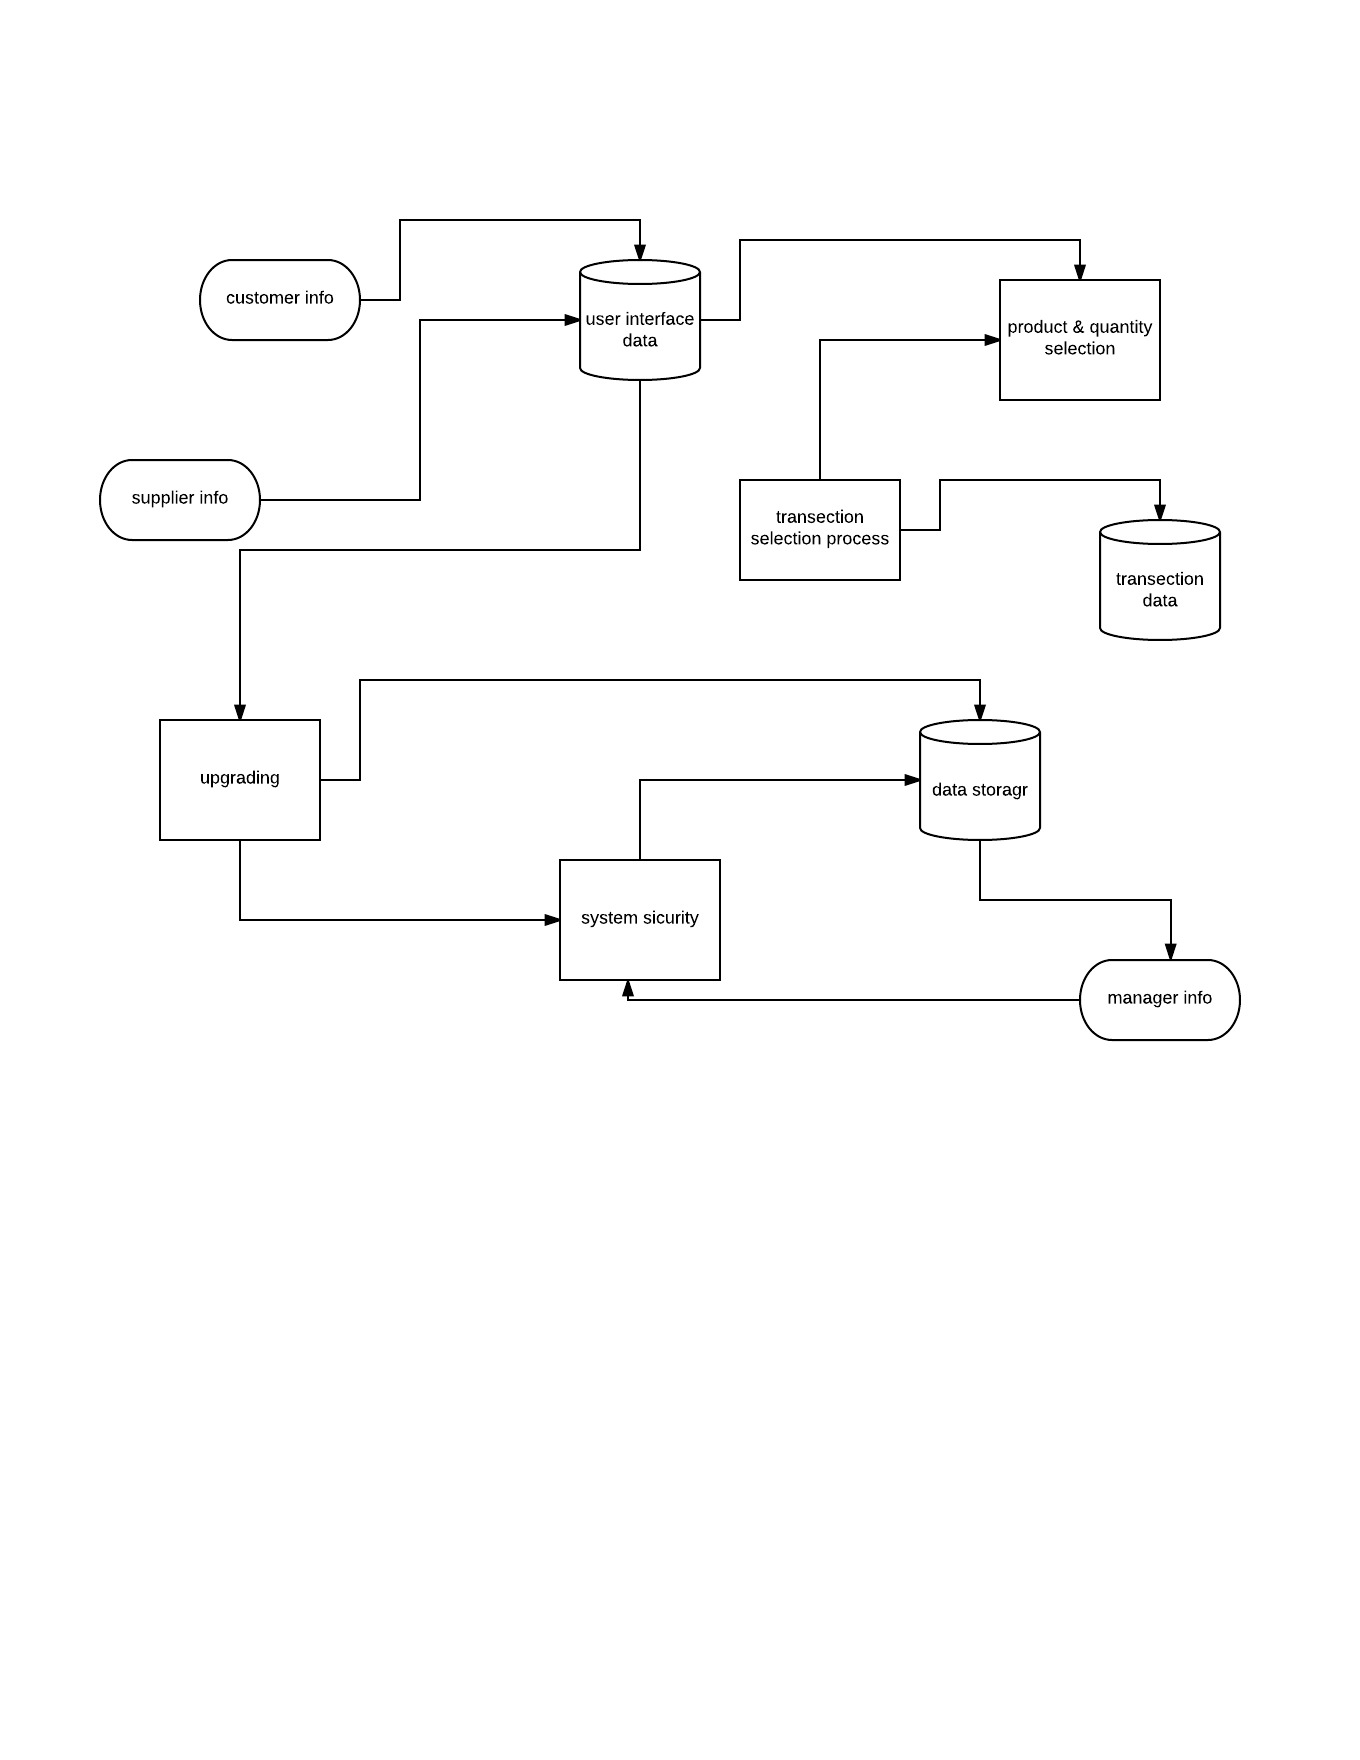 customer info
user interface
data
product & quantity
selection
supplier info
transection
selection process
transection
data
upgrading
data storagr
system sicurity
manager info